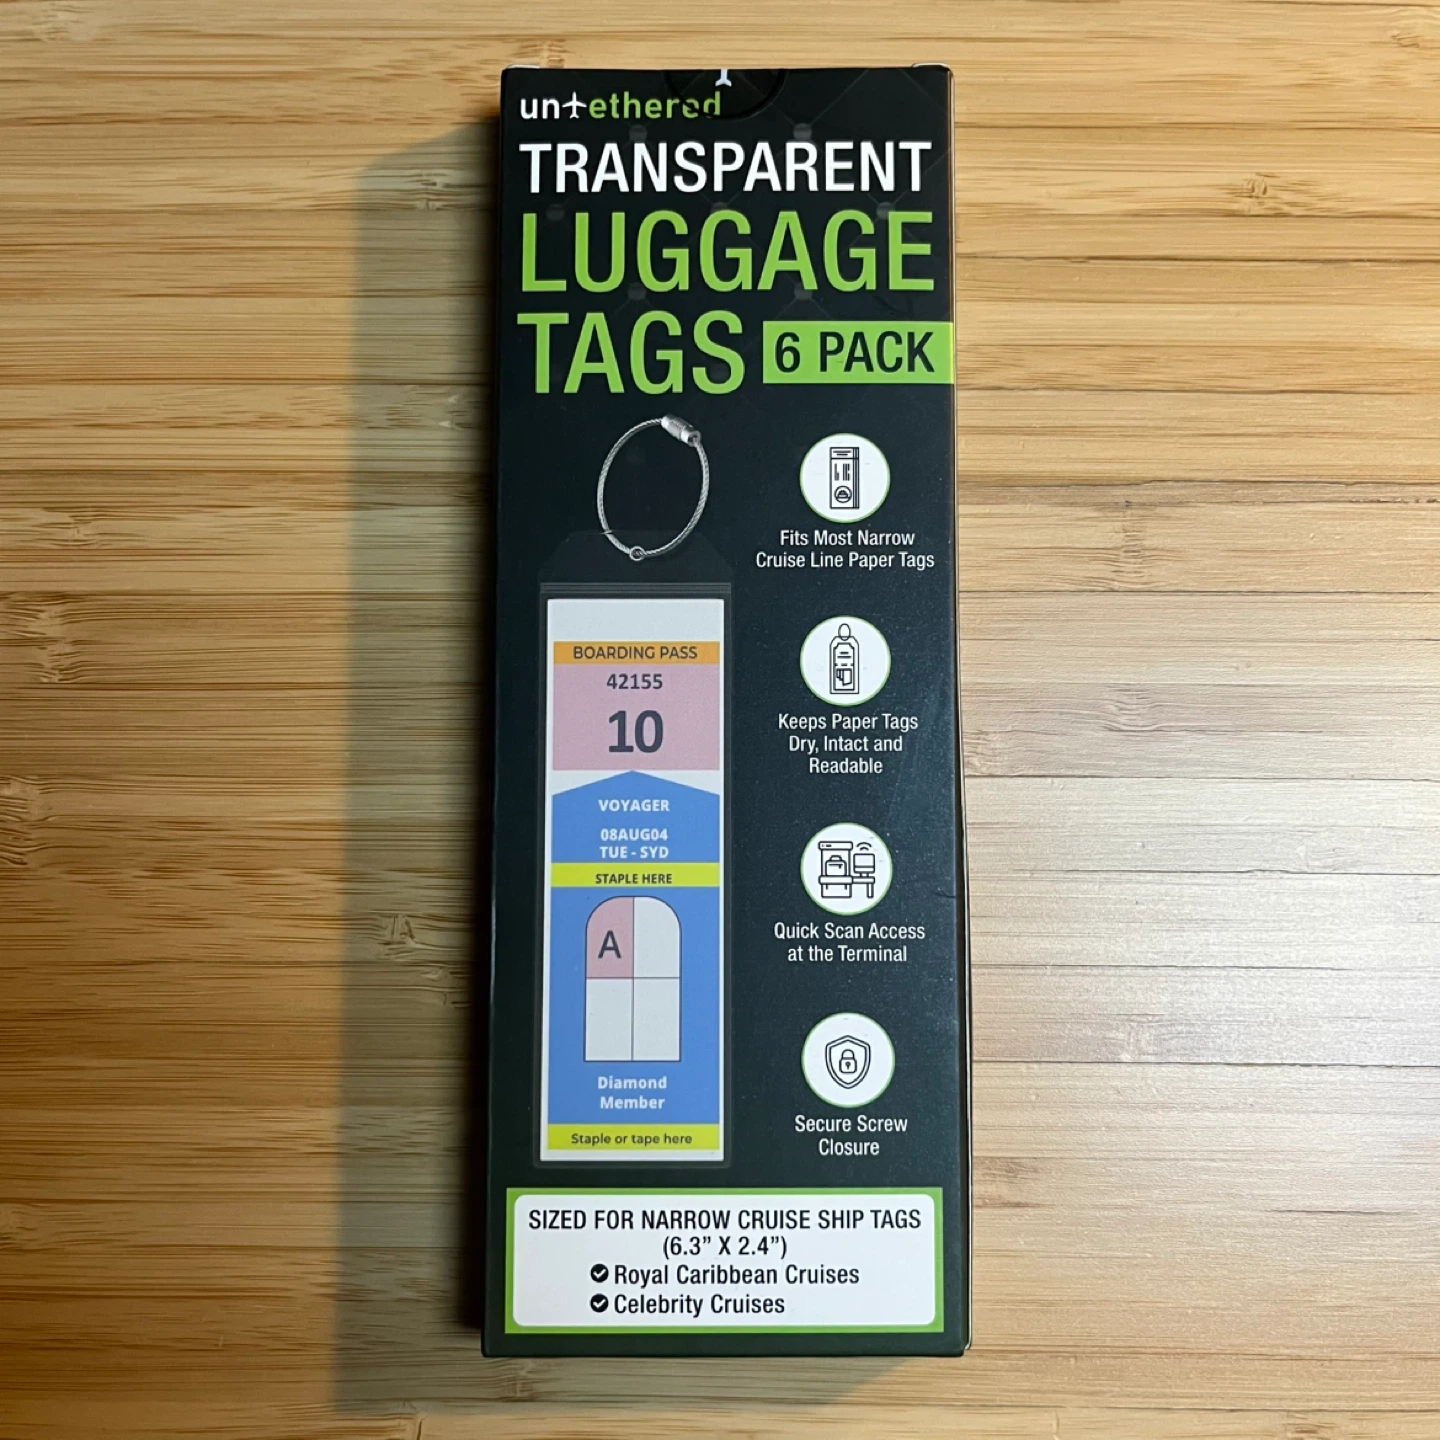 untethered
TRANSPARENT
LUGGAGE
TAGS 6 PACK
BOARDING PASS
42155
10
VOYAGER
08AUG04
TUE - SYD
STAPLE HERE
A
Diamond
Member
Staple or tape here
Fits Most Narrow
Cruise Line Paper Tags
Keeps Paper Tags
Dry, Intact and
Readable
Quick Scan Access
at the Terminal
Secure Screw
Closure
SIZED FOR NARROW CRUISE SHIP TAGS
(6.3” X 2.4”)
Royal Caribbean Cruises
Celebrity Cruises